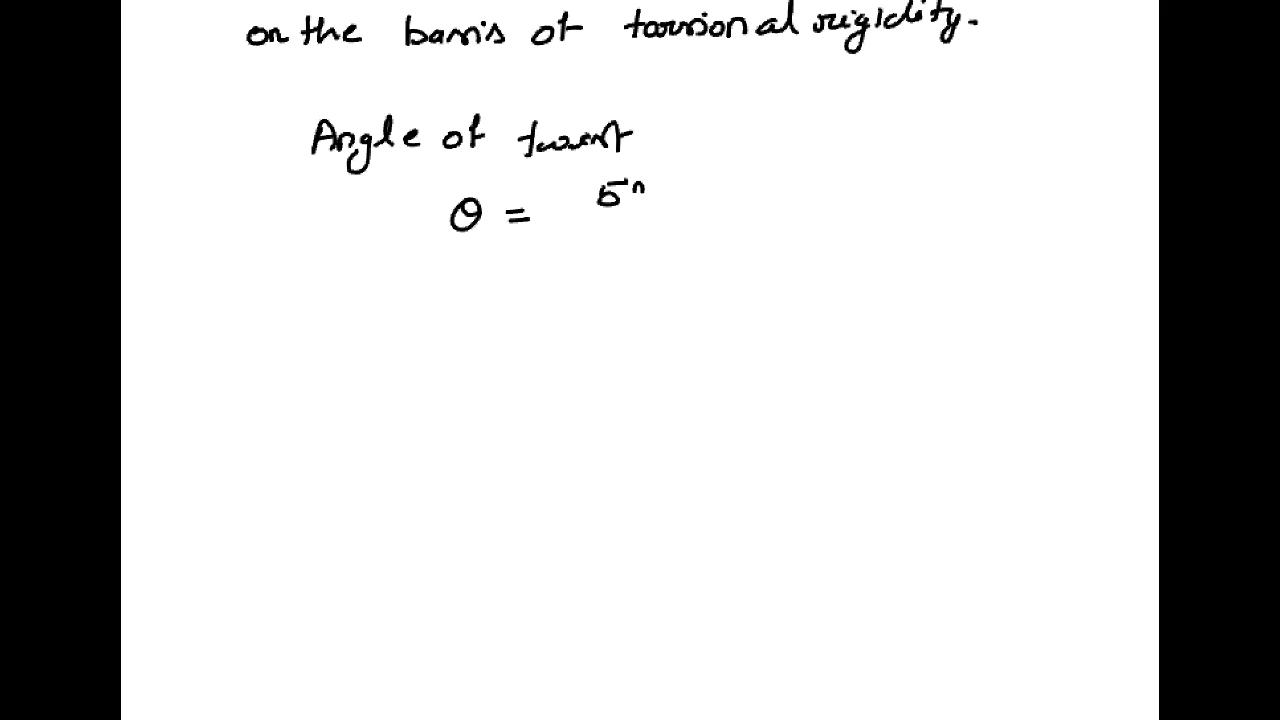 on the basis of torsional rigidity.
Angle of twist
θ = 5